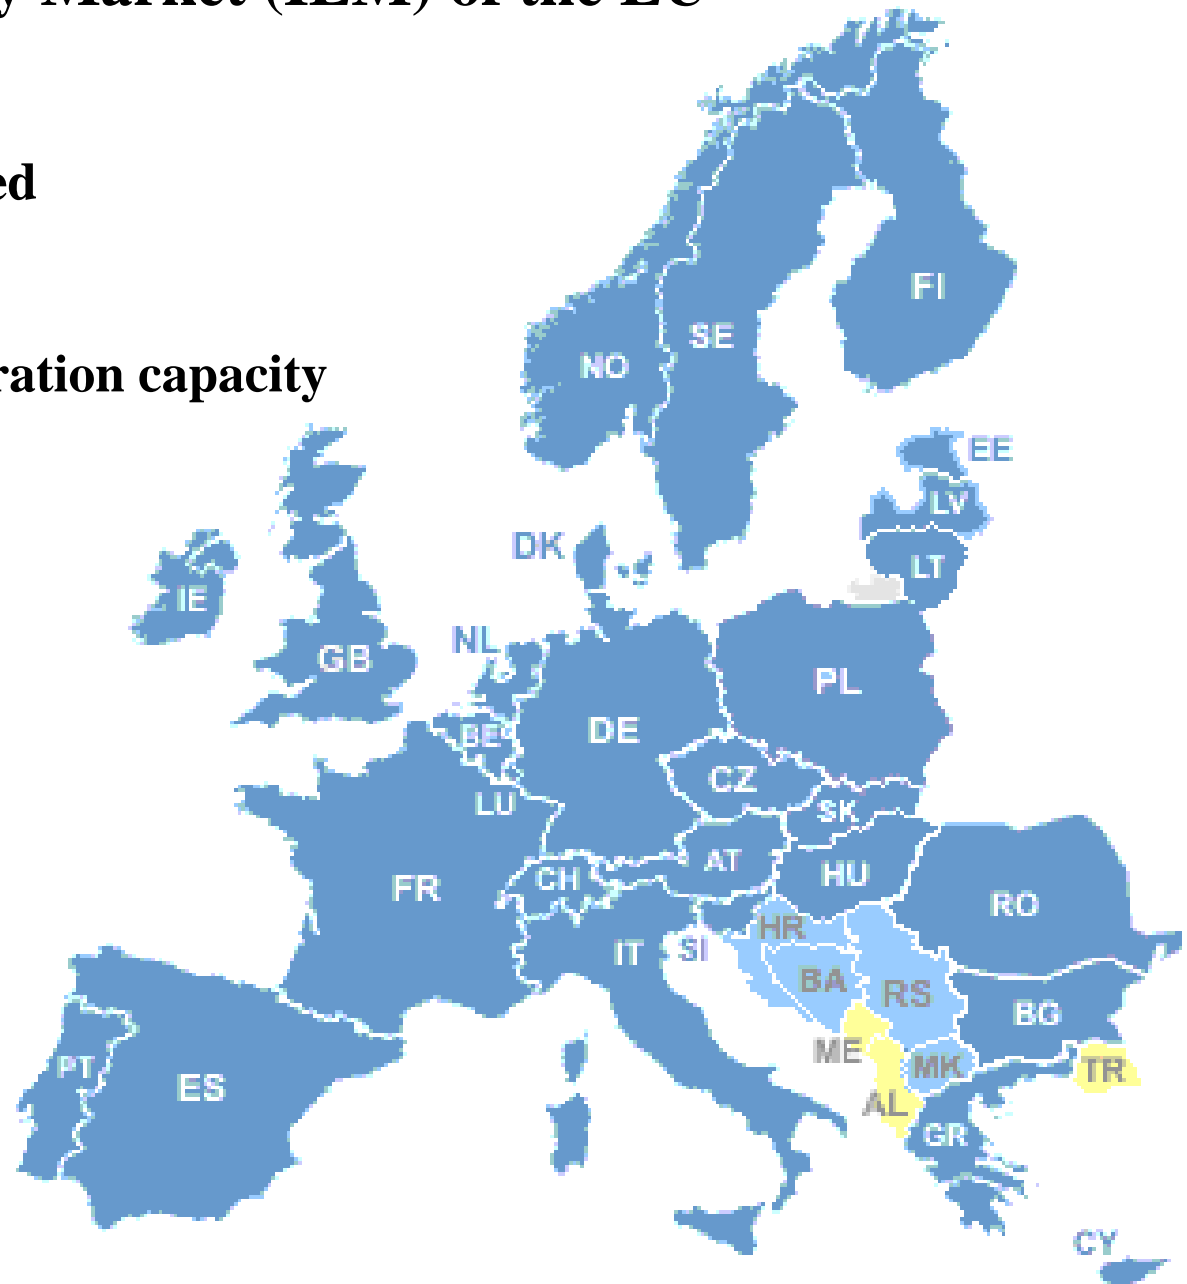 y Market (IEM) of the EC
ed
ration capacity
FI
SE
NO
EE
LV
DK
LT
IE
NL
GB
PL
BE
DE
CZ
LU
SK
AT
HU
CH
FR
RO
HR
IT
SI
BA
RS
BG
ME
MK
TR
PT
ES
AL
GR
CY